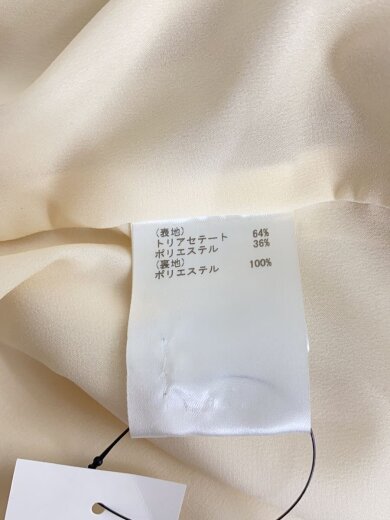 (表地)
トリアセテート 64%
ポリエステル 36%
(裏地)
ポリエステル 100%